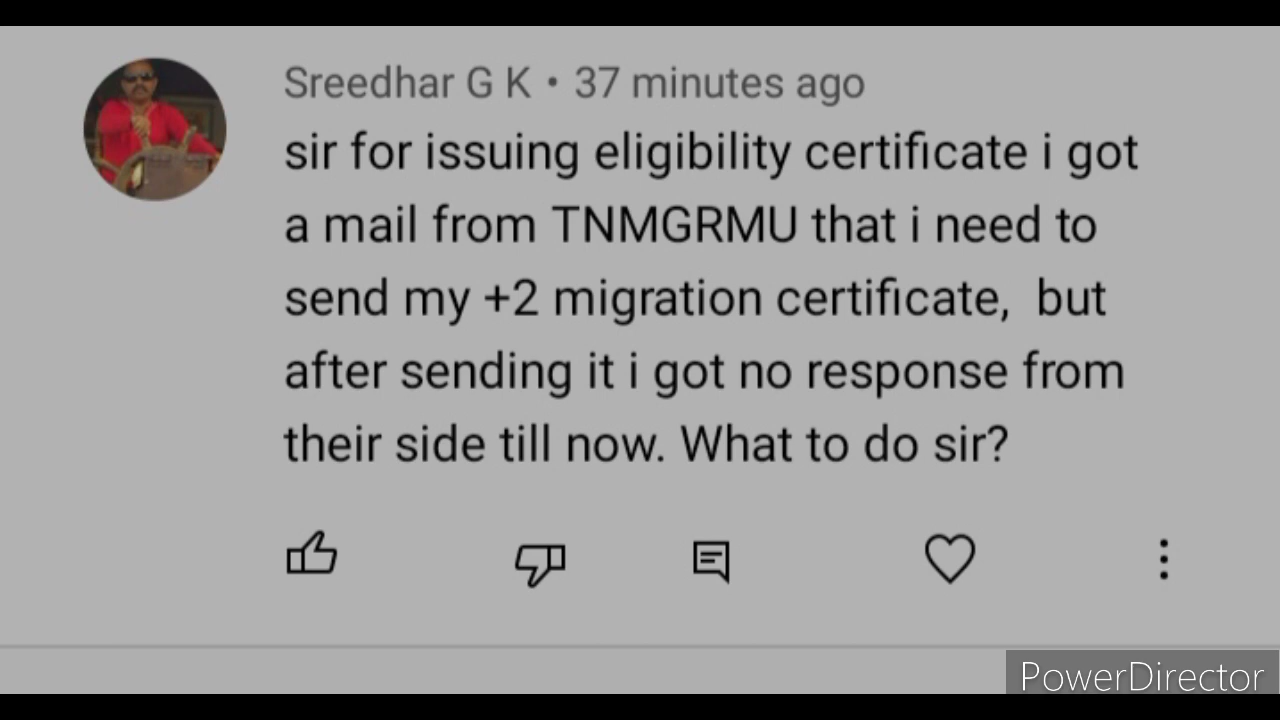 Sreedhar G K • 37 minutes ago
sir for issuing eligibility certificate i got
a mail from TNMGRMU that i need to
send my +2 migration certificate,  but
after sending it i got no response from
their side till now. What to do sir?
PowerDirector